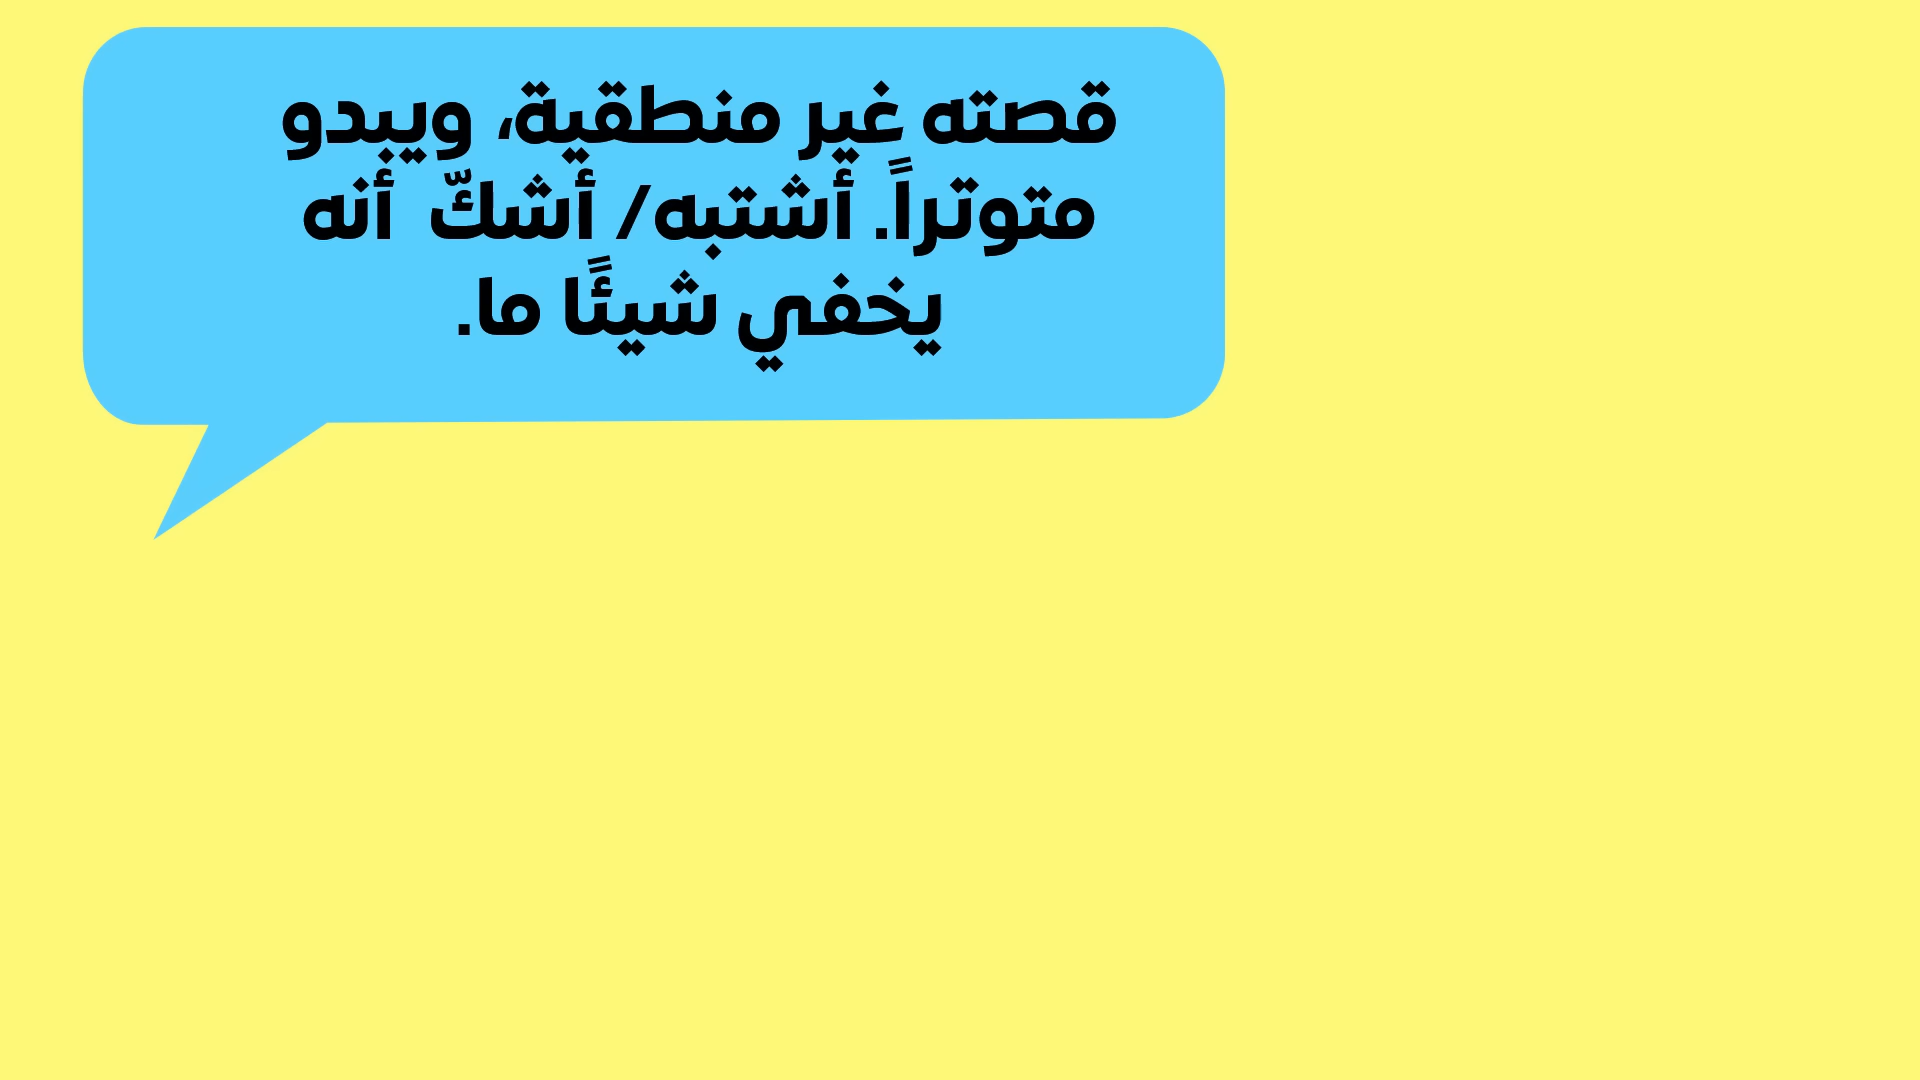 قصته غير منطقية، ويبدو
متوتراً. أشتبه/ أشكّ أنه
يخفي شيئًا ما.